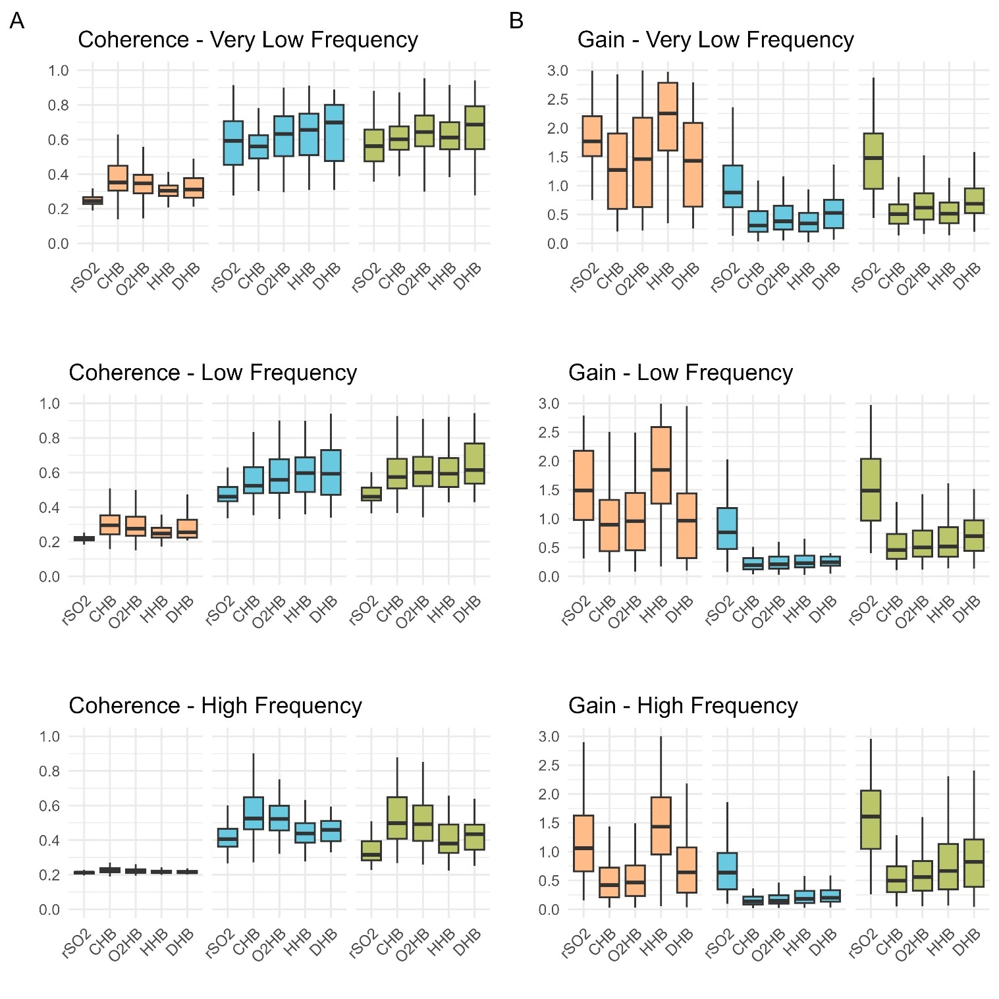 A
B
Coherence - Very Low Frequency
1.0
0.8
0.6
0.4
0.2
0.0
rSO2 CHB O2HB HHB DHB rSO2 CHB O2HB HHB DHB rSO2 CHB O2HB HHB DHB
Gain - Very Low Frequency
3.0
2.5
2.0
1.5
1.0
0.5
0.0
rSO2 CHB O2HB HHB DHB rSO2 CHB O2HB HHB DHB rSO2 CHB O2HB HHB DHB
Coherence - Low Frequency
1.0
0.8
0.6
0.4
0.2
0.0
rSO2 CHB O2HB HHB DHB rSO2 CHB O2HB HHB DHB rSO2 CHB O2HB HHB DHB
Gain - Low Frequency
3.0
2.5
2.0
1.5
1.0
0.5
0.0
rSO2 CHB O2HB HHB DHB rSO2 CHB O2HB HHB DHB rSO2 CHB O2HB HHB DHB
Coherence - High Frequency
1.0
0.8
0.6
0.4
0.2
0.0
rSO2 CHB O2HB HHB DHB rSO2 CHB O2HB HHB DHB rSO2 CHB O2HB HHB DHB
Gain - High Frequency
3.0
2.5
2.0
1.5
1.0
0.5
0.0
rSO2 CHB O2HB HHB DHB rSO2 CHB O2HB HHB DHB rSO2 CHB O2HB HHB DHB